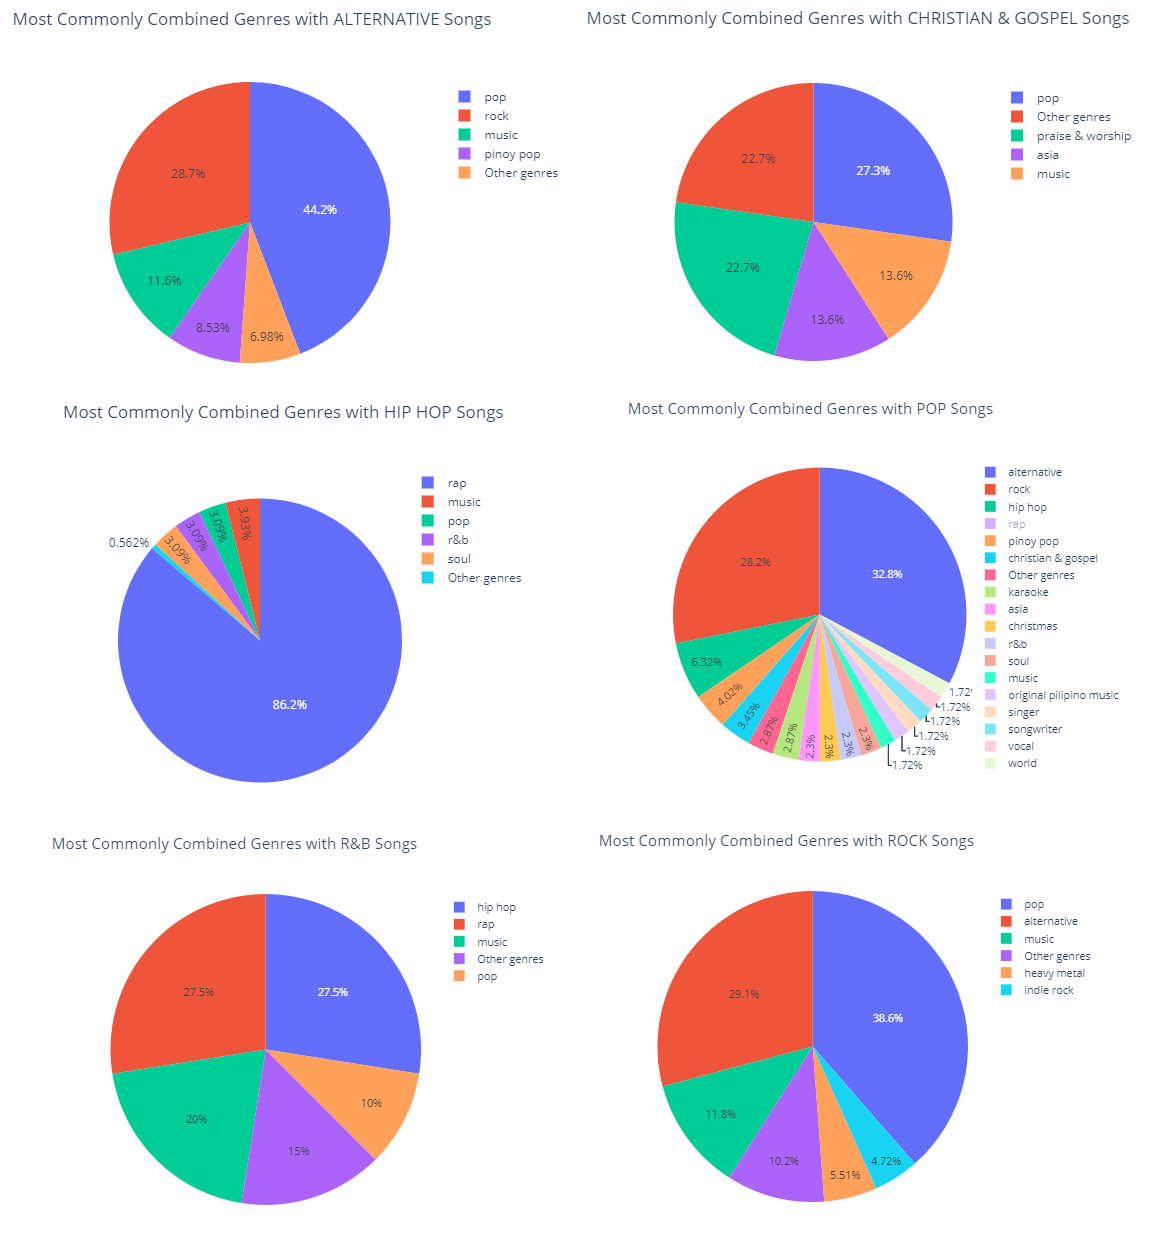 Most Commonly Combined Genres with ALTERNATIVE Songs
pop
rock
music
pinoy pop
Other genres
28.7%
44.2%
11.6%
8.53%
6.98%
Most Commonly Combined Genres with CHRISTIAN & GOSPEL Songs
pop
Other genres
praise & worship
asia
music
22.7%
27.3%
22.7%
13.6%
13.6%
Most Commonly Combined Genres with HIP HOP Songs
rap
music
pop
r&b
soul
Other genres
0.562%
3.09%
3.09%
3.09%
3.93%
86.2%
Most Commonly Combined Genres with POP Songs
alternative
rock
hip hop
rap
pinoy pop
christian & gospel
Other genres
karaoke
asia
christmas
r&b
soul
music
original pilipino music
singer
songwriter
vocal
world
28.2%
32.8%
6.32%
4.02%
3.45%
2.87%
2.87%
2.3%
2.3%
2.3%
2.3%
1.72%
1.72%
1.72%
1.72%
1.72%
1.72
Most Commonly Combined Genres with R&B Songs
hip hop
rap
music
Other genres
pop
27.5%
27.5%
20%
15%
10%
Most Commonly Combined Genres with ROCK Songs
pop
alternative
music
Other genres
heavy metal
indie rock
29.1%
38.6%
11.8%
10.2%
5.51%
4.72%